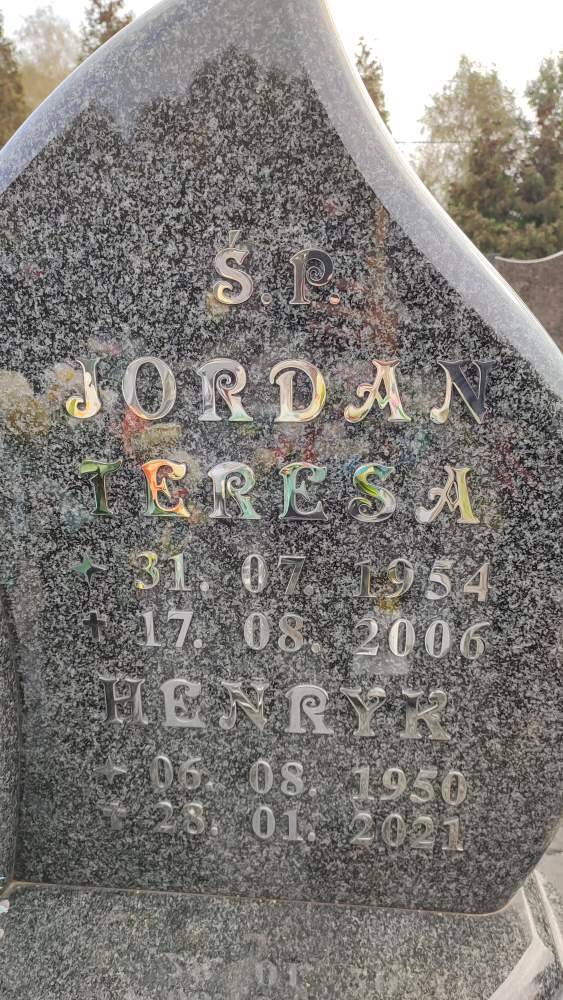 Ś.P.
JORDAN
TERESA
✦ 31. 07. 1954
✝ 17. 08. 2006
HENRYK
✦ 06. 08. 1950
✝ 28. 01. 2021